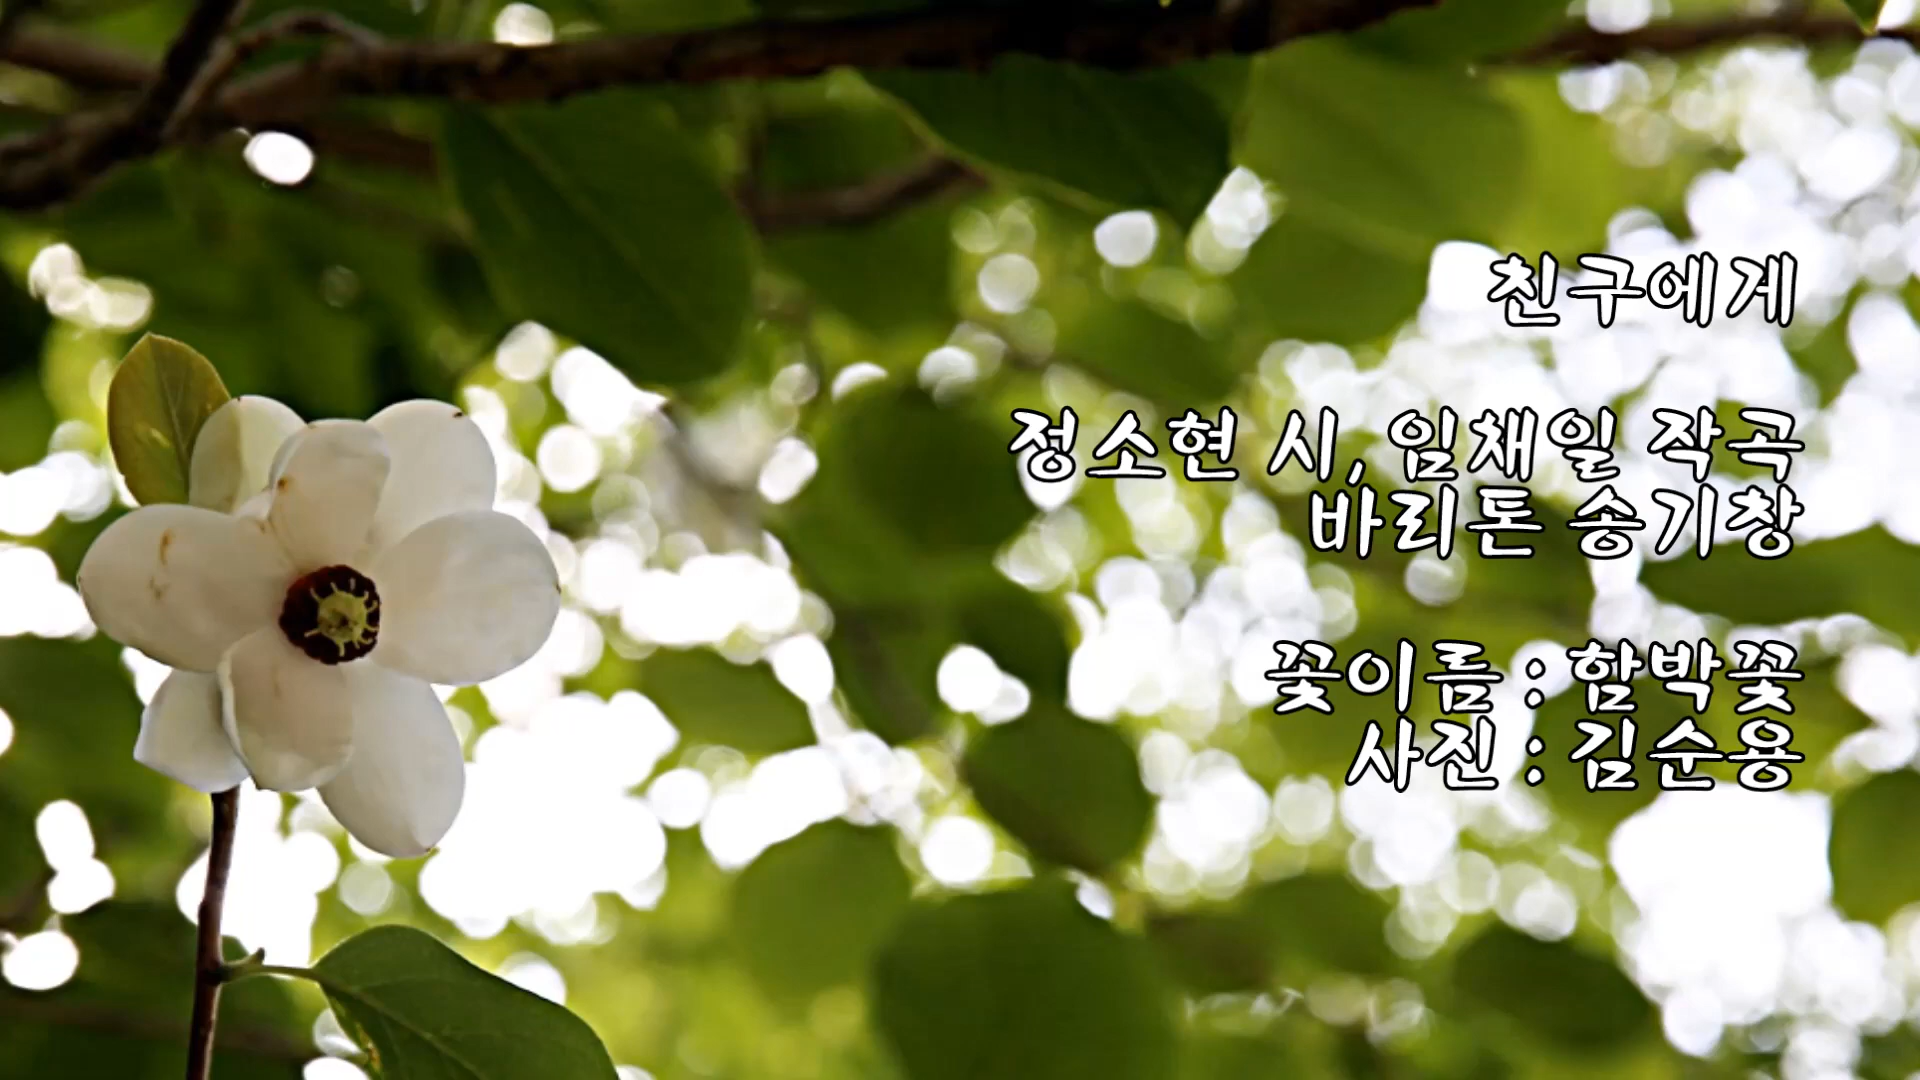 친구에게
정소현 시, 임채일 작곡
바리톤 송기창
꽃이름 : 함박꽃
사진 : 김순용